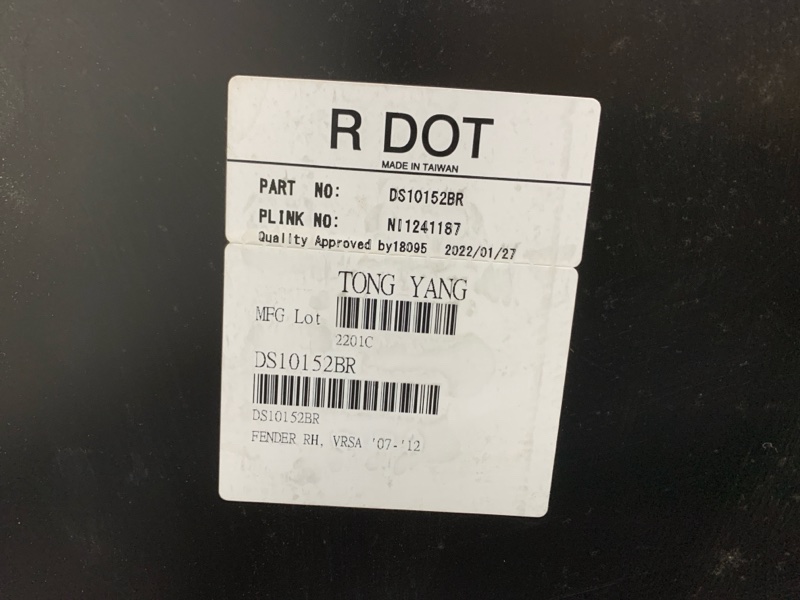 R DOT
MADE IN TAIWAN
PART NO: DS10152BR
PLINK NO: NI1241187
Quality Approved by18095 2022/01/27
TONG YANG
MFG Lot
2201C
DS10152BR
DS10152BR
FENDER RH, VRSA '07-'12